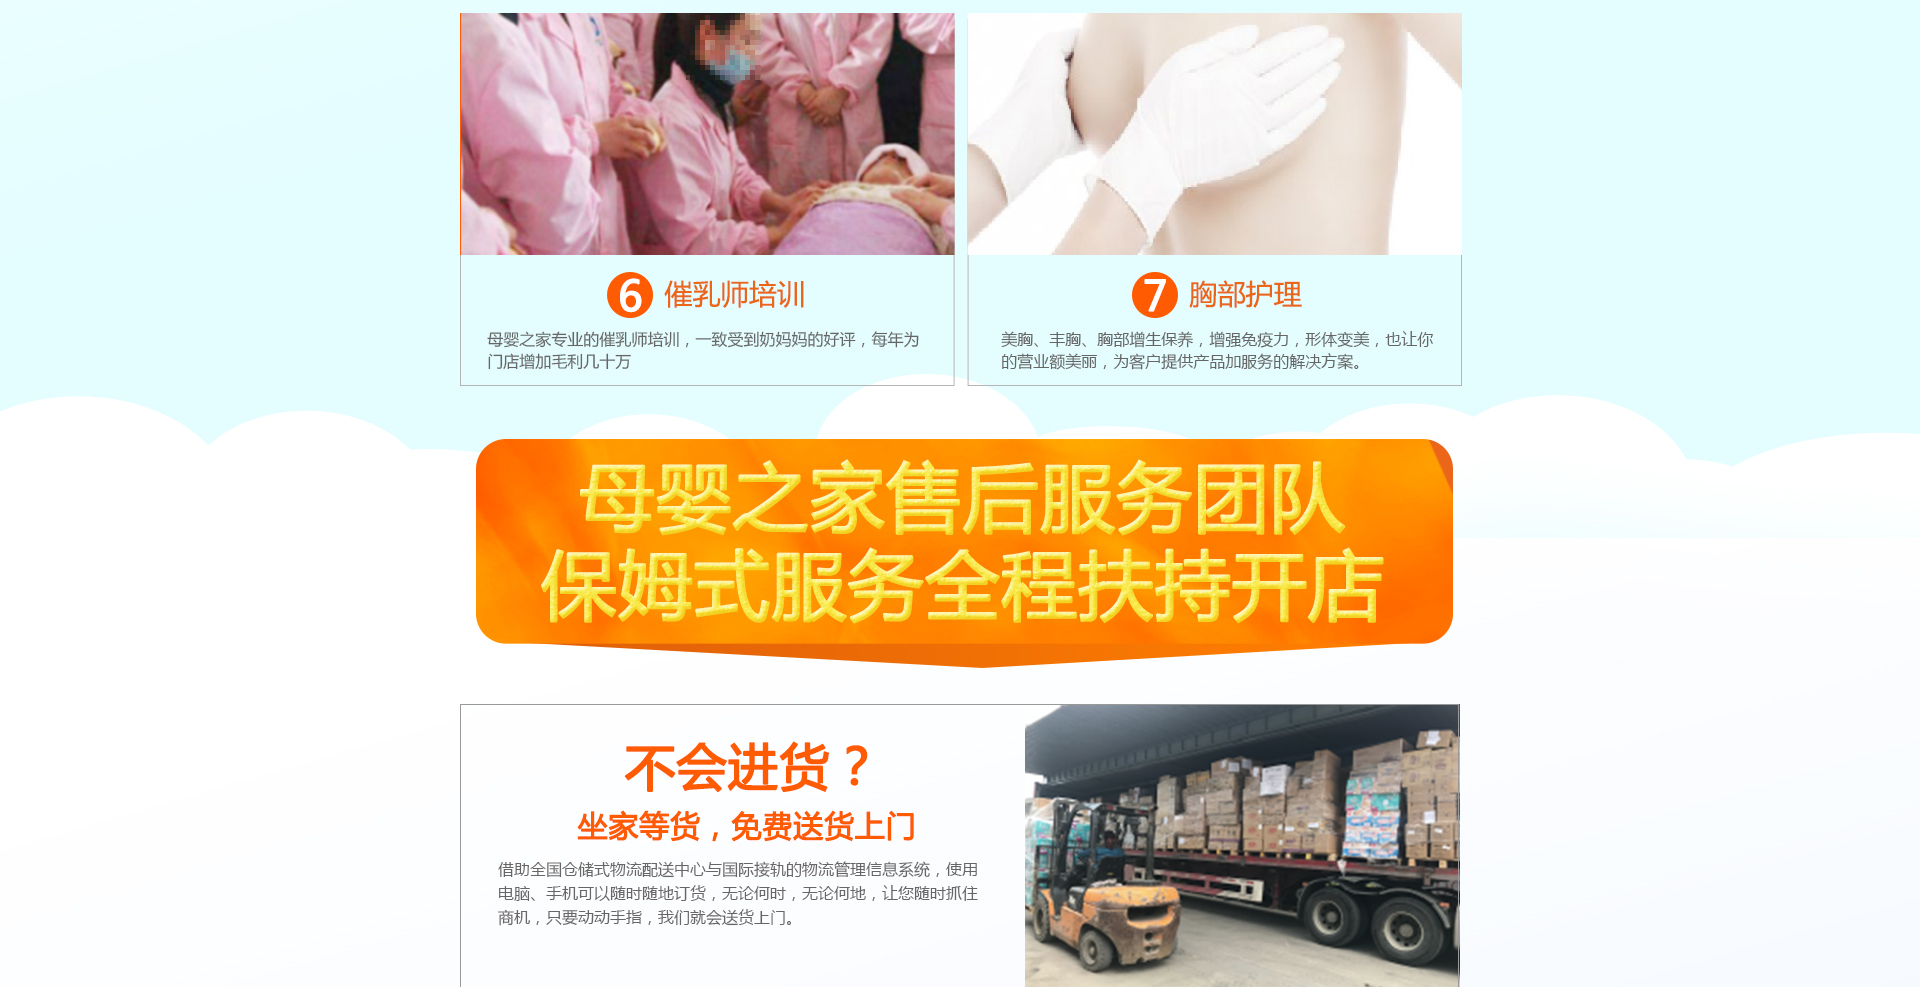 6 催乳师培训
母婴之家专业的催乳师培训，一致受到奶妈妈的好评，每年为
门店增加毛利几十万
7 胸部护理
美胸、丰胸、胸部增生保养，增强免疫力，形体变美，也让你
的营业额美丽，为客户提供产品加服务的解决方案。
母婴之家售后服务团队
保姆式服务全程扶持开店
不会进货？
坐家等货，免费送货上门
借助全国仓储式物流配送中心与国际接轨的物流管理信息系统，使用
电脑、手机可以随时随地订货，无论何时，无论何地，让您随时抓住
商机，只要动动手指，我们就会送货上门。